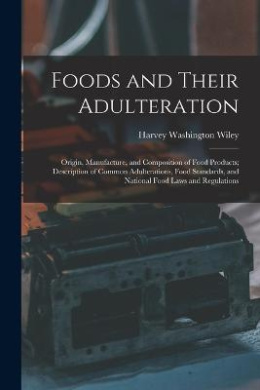 Foods and Their
Adulteration
Harvey Washington Wiley
Origin, Manufacture, and Composition of Food Products;
Description of Common Adulterations, Food Standards, and
National Food Laws and Regulations